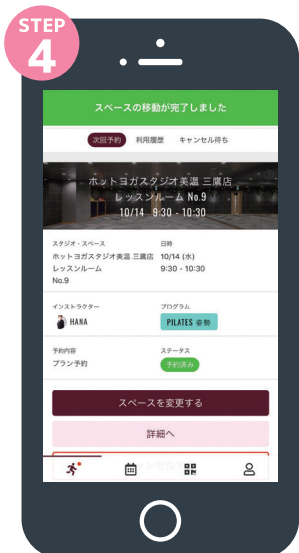 STEP
4
スペースの移動が完了しました
次回予約 利用履歴 キャンセル待ち
ホットヨガスタジオ美温 三鷹店
レッスンルーム No.9
10/14 9:30 - 10:30
スタジオ・スペース 日時
ホットヨガスタジオ美温 三鷹店 10/14 (水)
レッスンルーム 9:30 - 10:30
No.9
インストラクター プログラム
HANA PILATES 姿勢
予約内容 ステータス
プラン予約 予約済み
スペースを変更する
詳細へ